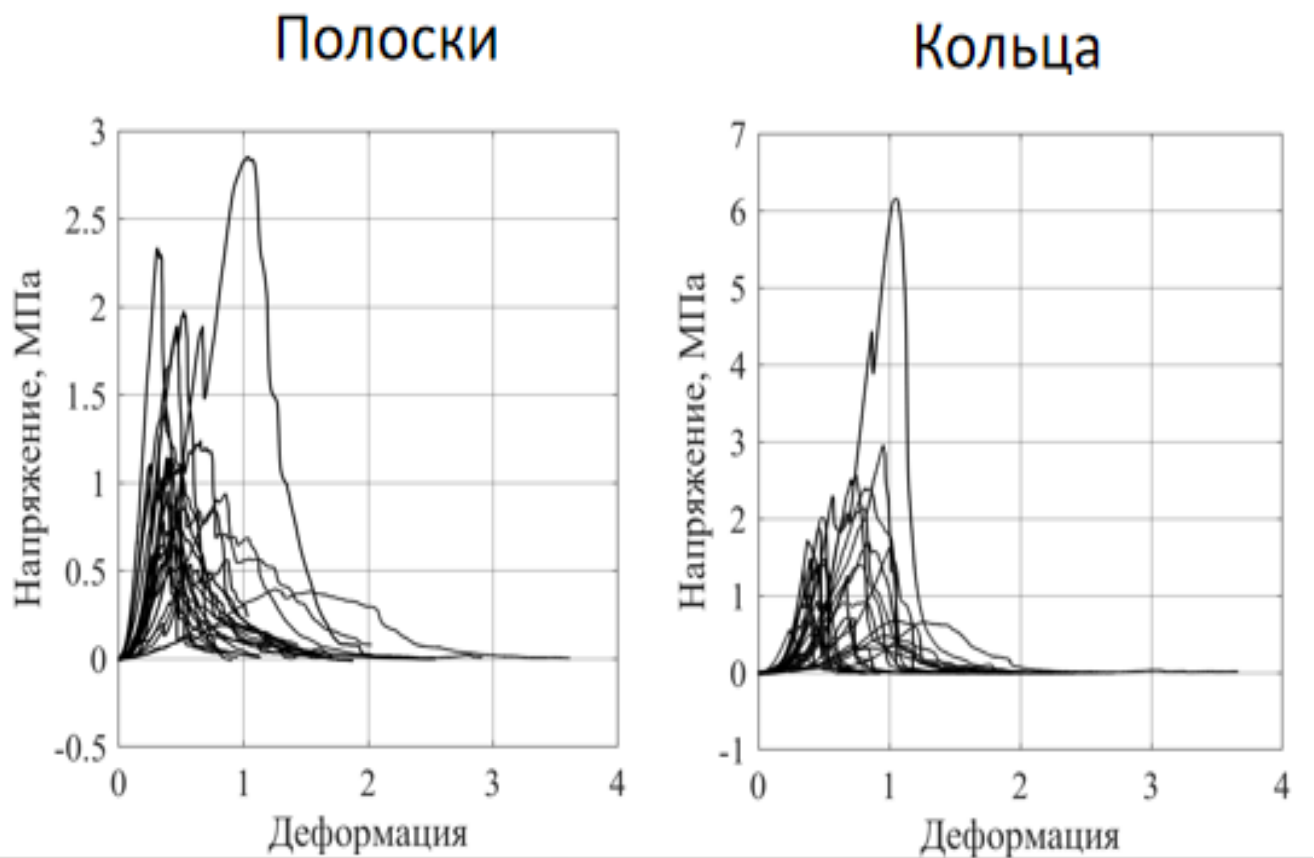 Полоски
Напряжение, МПа
3
2.5
2
1.5
1
0.5
0
-0.5
0 1 2 3 4
Деформация
Кольца
Напряжение, МПа
7
6
5
4
3
2
1
0
-1
0 1 2 3 4
Деформация